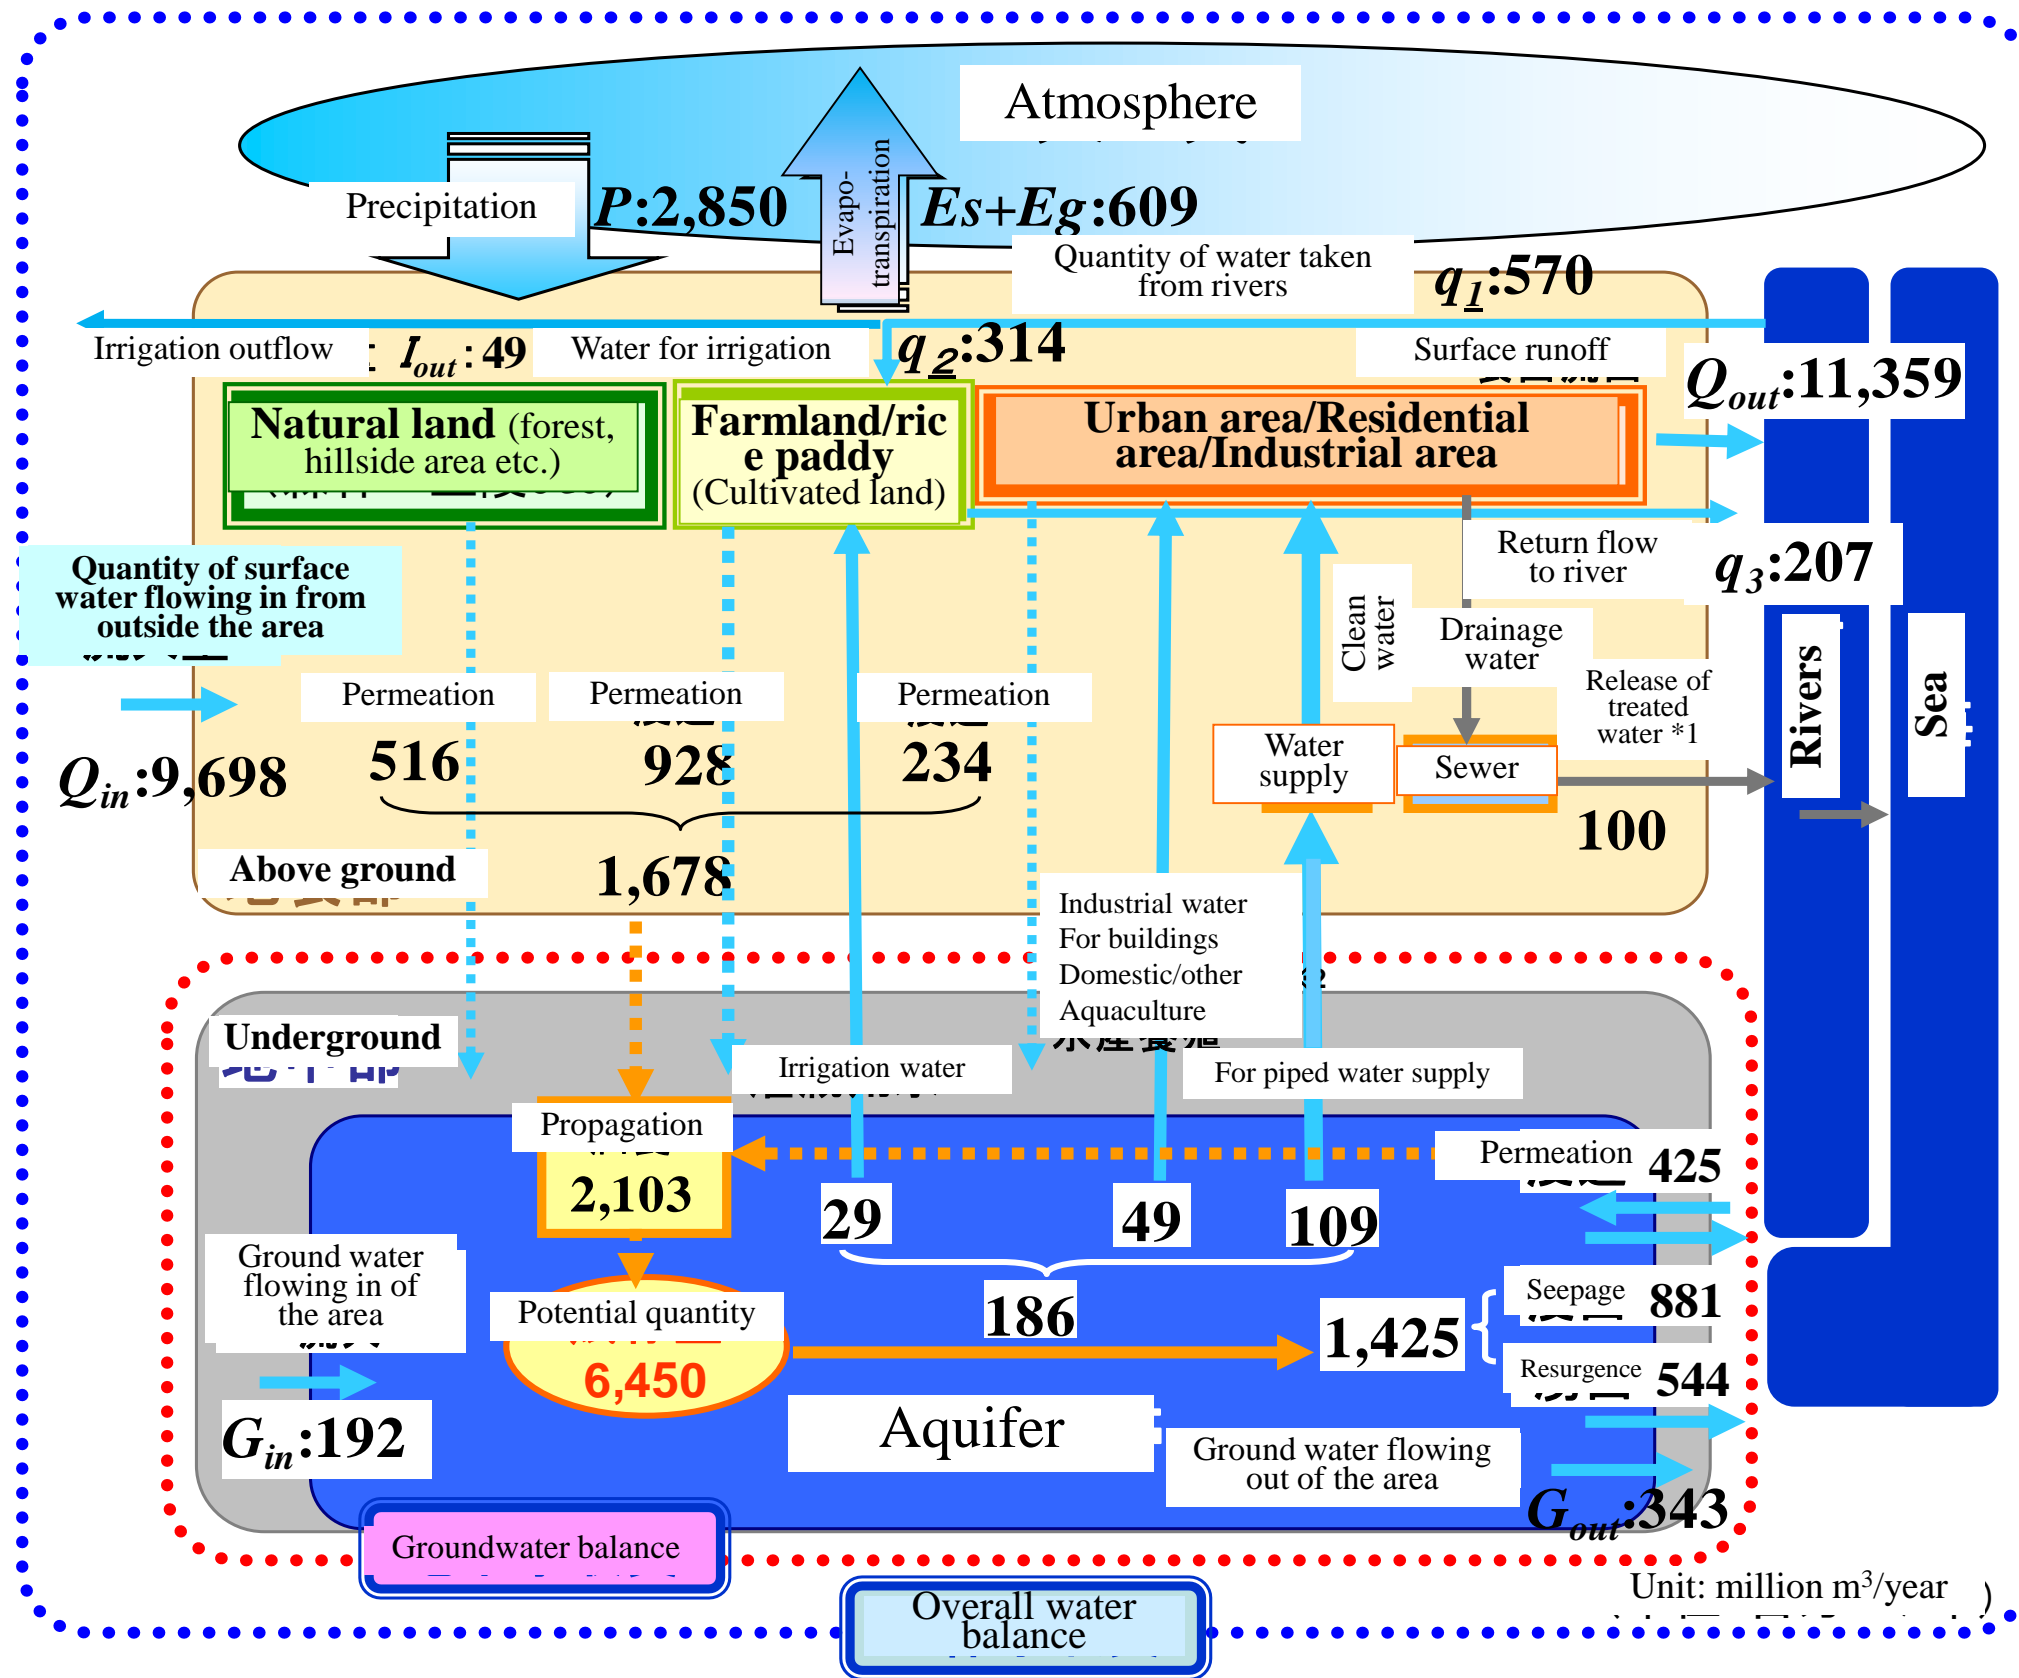 Atmosphere
Precipitation
P:2,850
Evapo-
transpiration
Es+Eg:609
Quantity of water taken
from rivers
q1:570
Irrigation outflow
Iout:49
Water for irrigation
q2:314
Surface runoff
Qout:11,359
Natural land (forest,
hillside area etc.)
Farmland/ric
e paddy
(Cultivated land)
Urban area/Residential
area/Industrial area
Quantity of surface
water flowing in from
outside the area
Qin:9,698
Return flow
to river
q3:207
Clean
water
Drainage
water
Release of
treated
water *1
Rivers
Sea
Permeation
516
Permeation
928
Permeation
234
Water
supply
Sewer
100
Above ground
1,678
Industrial water
For buildings
Domestic/other
Aquaculture
Underground
Irrigation water
For piped water supply
Propagation
2,103
Permeation 425
29
49
109
Ground water
flowing in of
the area
Gin:192
Potential quantity
6,450
186
1,425
Seepage 881
Resurgence 544
Aquifer
Ground water flowing
out of the area
Gout:343
Groundwater balance
Overall water
balance
Unit: million m³/year )